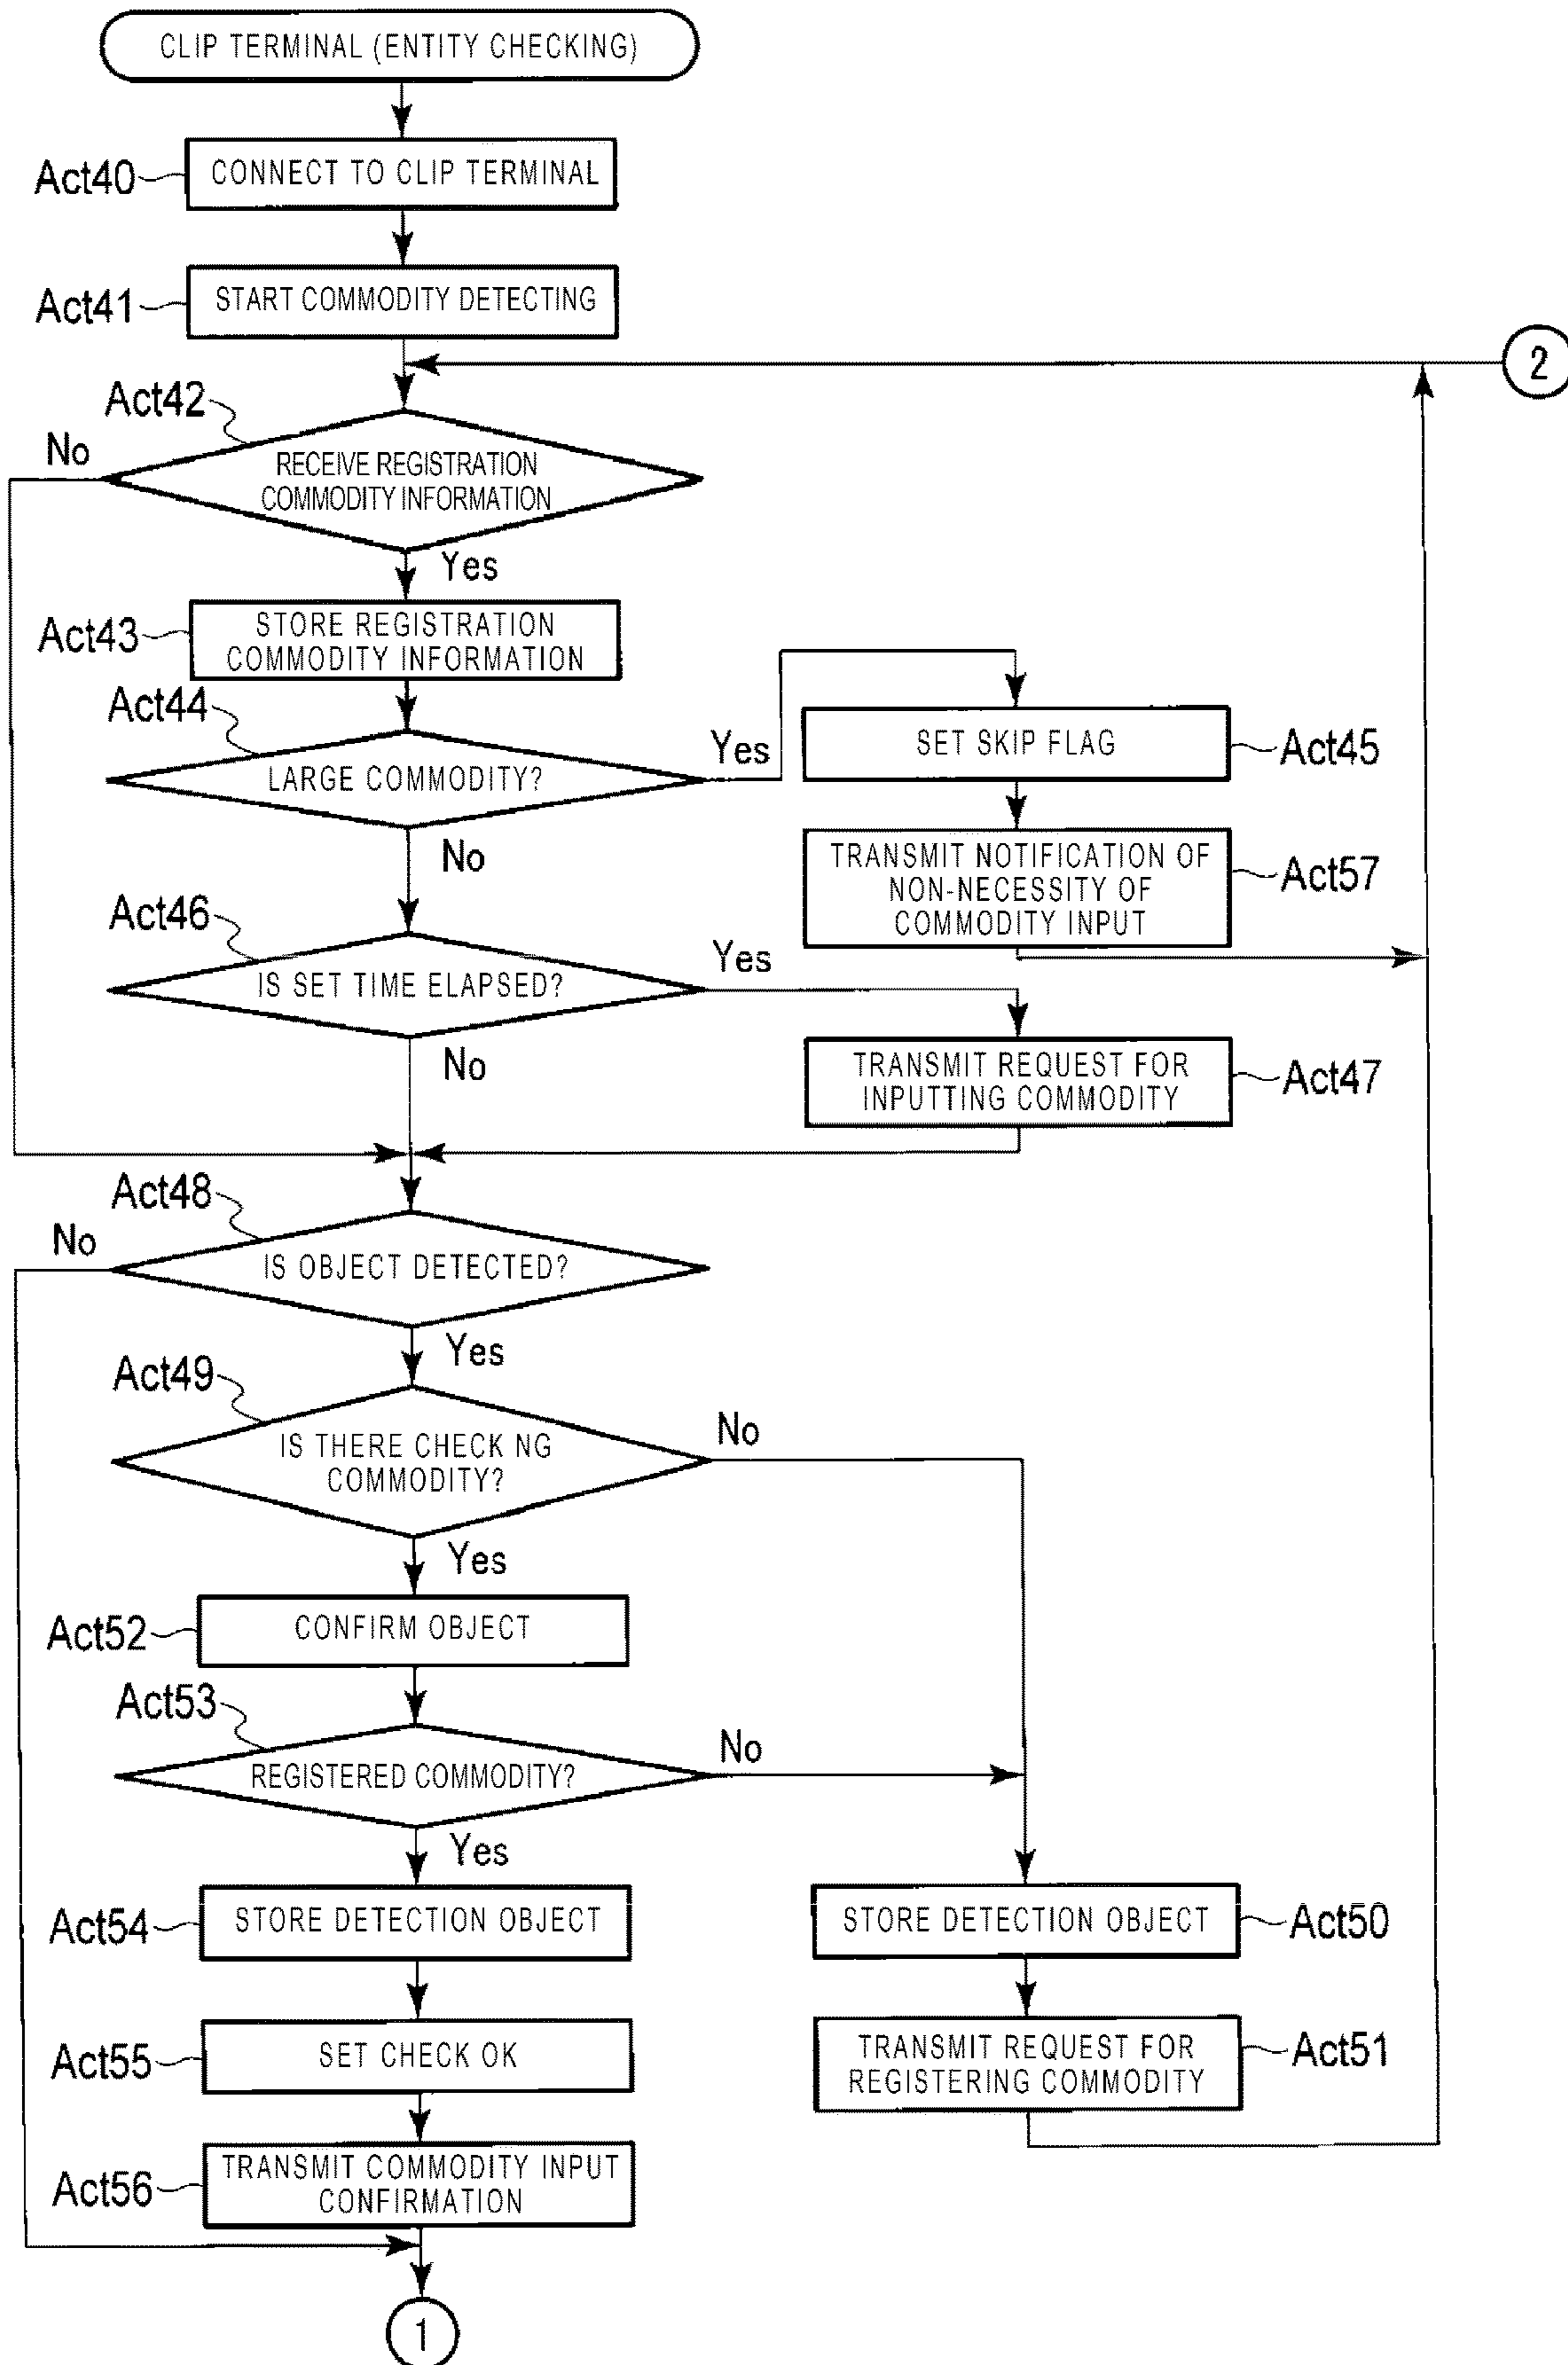 CLIP TERMINAL (ENTITY CHECKING)
Act40
CONNECT TO CLIP TERMINAL
Act41
START COMMODITY DETECTING
2
Act42
No
RECEIVE REGISTRATION
COMMODITY INFORMATION
Yes
Act43
STORE REGISTRATION
COMMODITY INFORMATION
Act44
LARGE COMMODITY?
Yes
SET SKIP FLAG
Act45
No
TRANSMIT NOTIFICATION OF
NON-NECESSITY OF
COMMODITY INPUT
Act57
Act46
IS SET TIME ELAPSED?
Yes
No
TRANSMIT REQUEST FOR
INPUTTING COMMODITY
Act47
Act48
No
IS OBJECT DETECTED?
Yes
Act49
IS THERE CHECK NG
COMMODITY?
No
Yes
Act52
CONFIRM OBJECT
Act53
REGISTERED COMMODITY?
No
Yes
Act54
STORE DETECTION OBJECT
STORE DETECTION OBJECT
Act50
Act55
SET CHECK OK
TRANSMIT REQUEST FOR
REGISTERING COMMODITY
Act51
Act56
TRANSMIT COMMODITY INPUT
CONFIRMATION
1